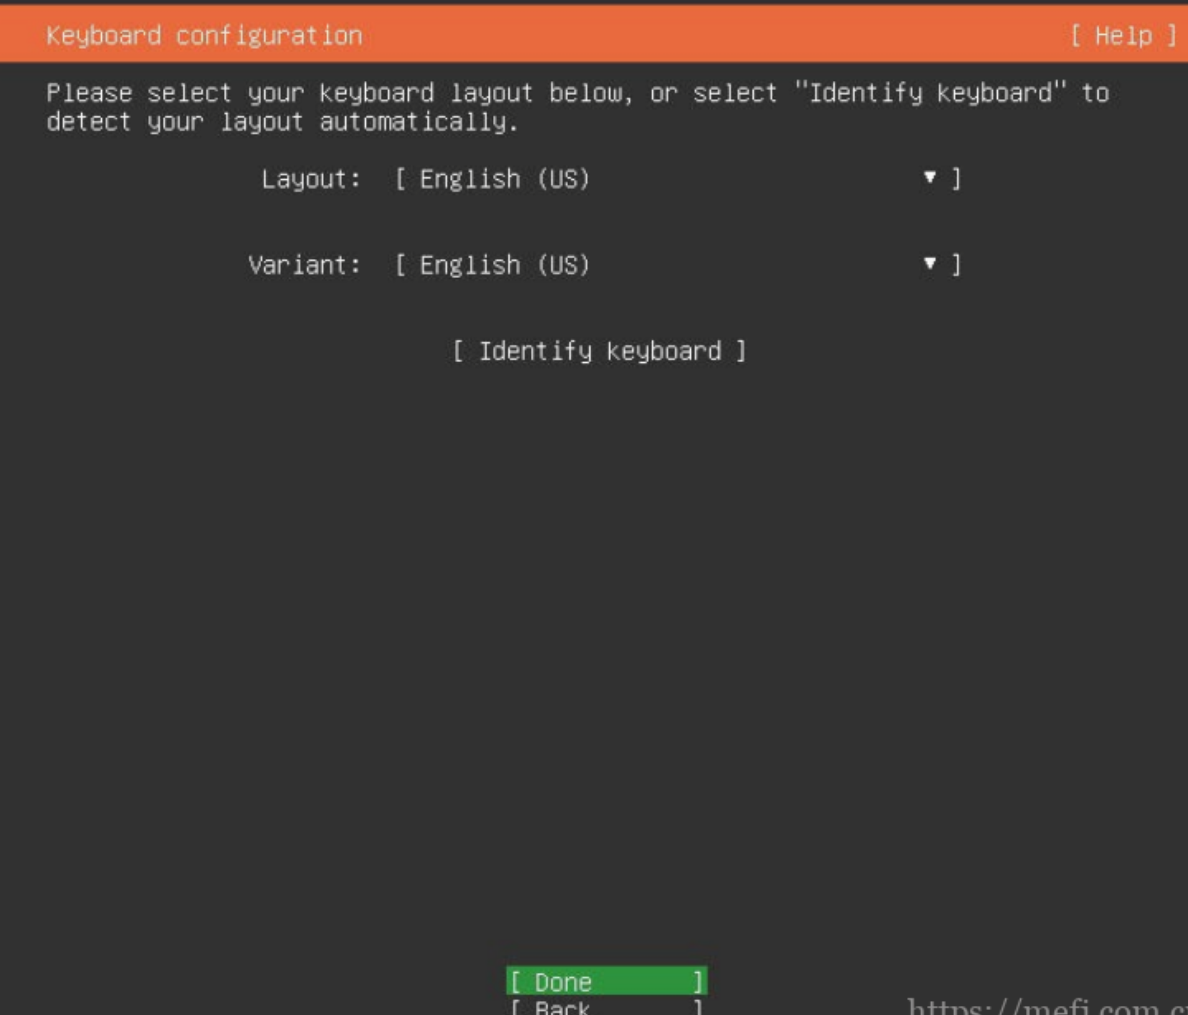 Keyboard configuration [ Help ]
Please select your keyboard layout below, or select "Identify keyboard" to
detect your layout automatically.
Layout: [ English (US) ▼ ]
Variant: [ English (US) ▼ ]
[ Identify keyboard ]
[ Done ]
[ Back ]
https://mefi.com.c